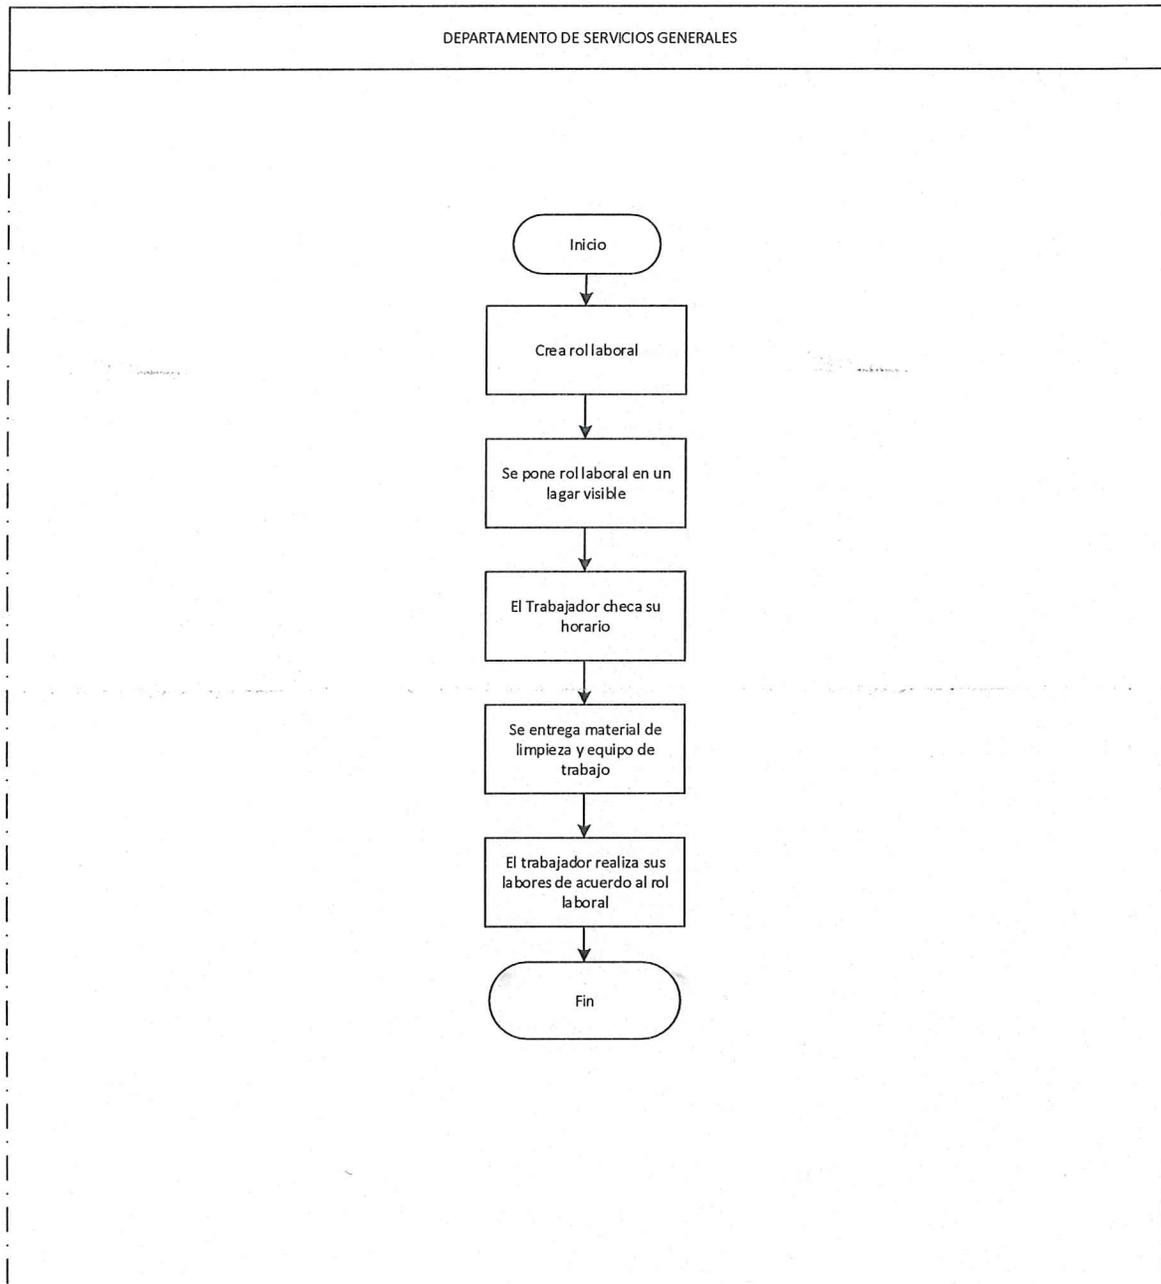 DEPARTAMENTO DE SERVICIOS GENERALES
Inicio
Crea rol laboral
Se pone rol laboral en un
lagar visible
El Trabajador checa su
horario
Se entrega material de
limpieza y equipo de
trabajo
El trabajador realiza sus
labores de acuerdo al rol
laboral
Fin